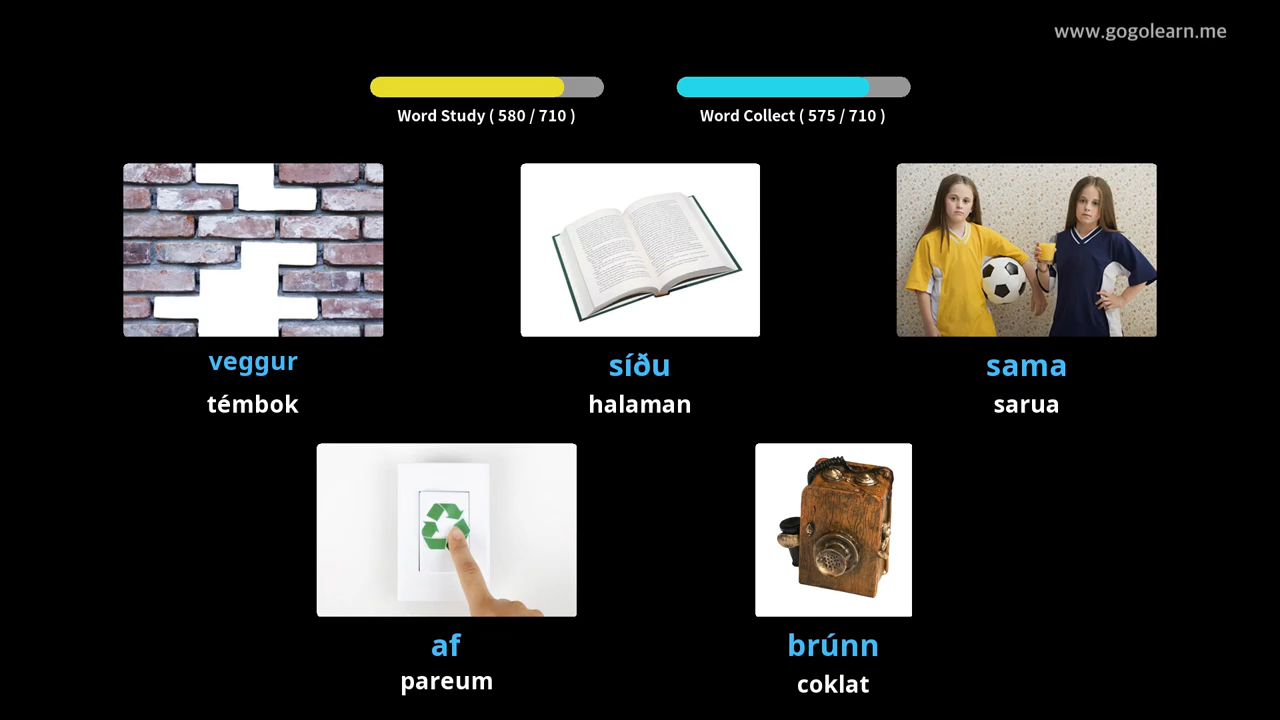 www.gogolearn.me
Word Study ( 580 / 710 )
Word Collect ( 575 / 710 )
veggur
témbok
síðu
halaman
sama
sarua
af
pareum
brúnn
coklat